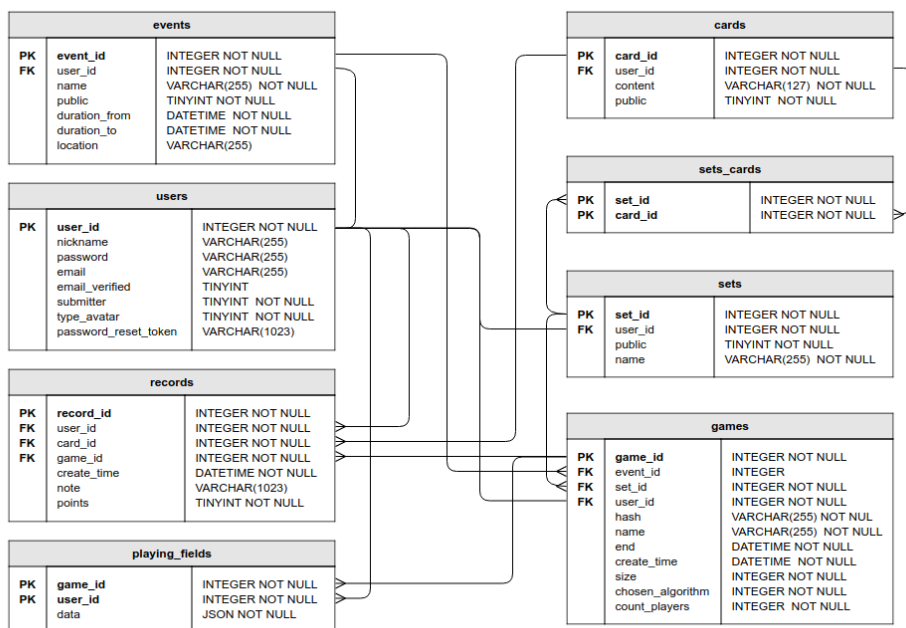 events
PK event_id INTEGER NOT NULL
FK user_id INTEGER NOT NULL
name VARCHAR(255) NOT NULL
public TINYINT NOT NULL
duration_from DATETIME NOT NULL
duration_to DATETIME NOT NULL
location VARCHAR(255)
users
PK user_id INTEGER NOT NULL
nickname VARCHAR(255)
password VARCHAR(255)
email VARCHAR(255)
email_verified TINYINT
submitter TINYINT NOT NULL
type_avatar TINYINT NOT NULL
password_reset_token VARCHAR(1023)
records
PK record_id INTEGER NOT NULL
FK user_id INTEGER NOT NULL
FK card_id INTEGER NOT NULL
FK game_id INTEGER NOT NULL
create_time DATETIME NOT NULL
note VARCHAR(1023)
points TINYINT NOT NULL
playing_fields
PK game_id INTEGER NOT NULL
PK user_id INTEGER NOT NULL
data JSON NOT NULL
cards
PK card_id INTEGER NOT NULL
FK user_id INTEGER NOT NULL
content VARCHAR(127) NOT NULL
public TINYINT NOT NULL
sets_cards
PK set_id INTEGER NOT NULL
PK card_id INTEGER NOT NULL
sets
PK set_id INTEGER NOT NULL
FK user_id INTEGER NOT NULL
public TINYINT NOT NULL
name VARCHAR(255) NOT NULL
games
PK game_id INTEGER NOT NULL
FK event_id INTEGER
FK set_id INTEGER NOT NULL
FK user_id INTEGER NOT NULL
hash VARCHAR(255) NOT NUL
name VARCHAR(255) NOT NULL
end DATETIME NOT NULL
create_time DATETIME NOT NULL
size INTEGER NOT NULL
chosen_algorithm INTEGER NOT NULL
count_players INTEGER NOT NULL